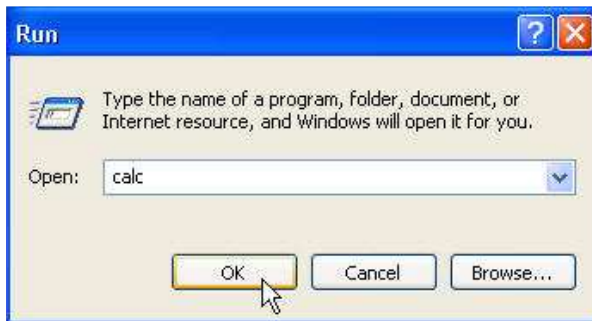 Run
Type the name of a program, folder, document, or
Internet resource, and Windows will open it for you.
Open: calc
OK Cancel Browse...